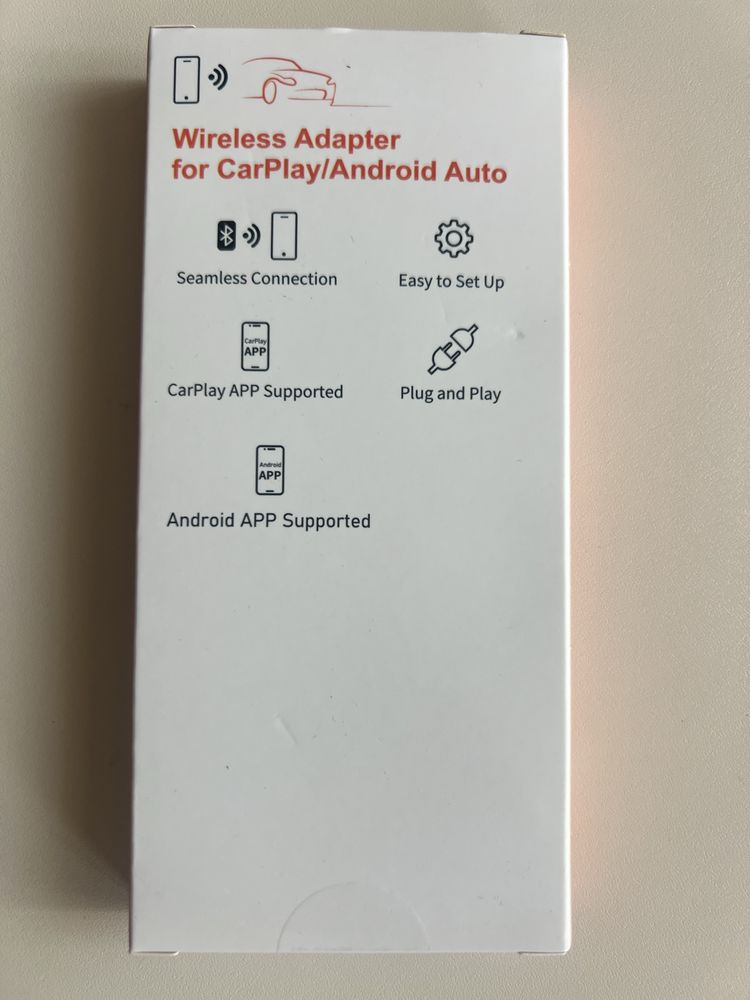 Wireless Adapter
for CarPlay/Android Auto
Seamless Connection
Easy to Set Up
CarPlay
APP
CarPlay APP Supported
Plug and Play
Android
APP
Android APP Supported